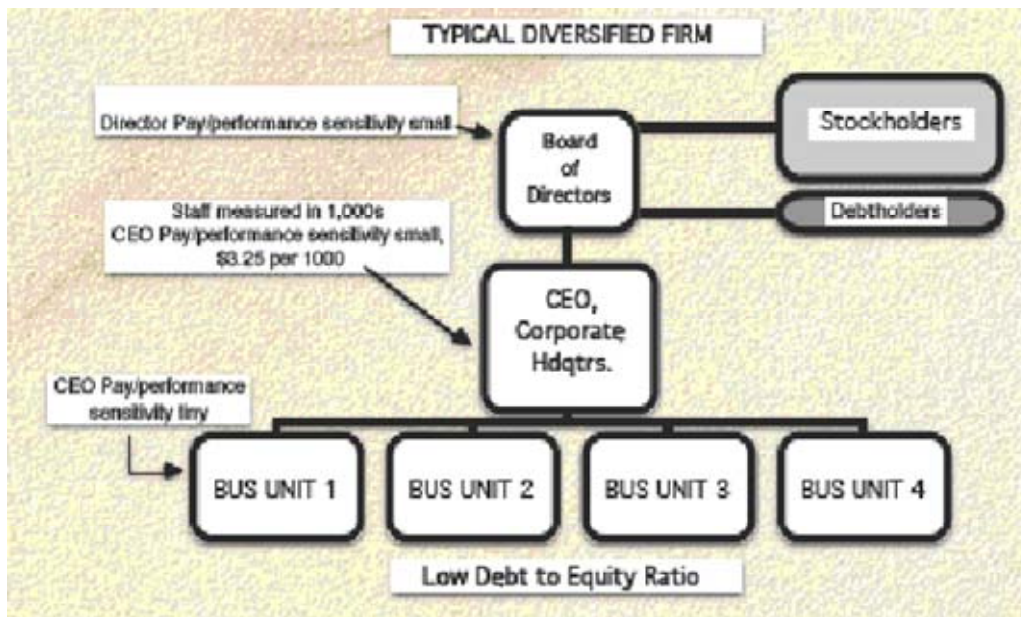 TYPICAL DIVERSIFIED FIRM
Director Pay/performance sensitivity small
Board
of
Directors
Stockholders
Debtholders
Staff measured in 1,000s
CEO Pay/performance sensitivity small,
$3.25 per 1000
CEO,
Corporate
Hdqtrs.
CEO Pay/performance
sensitivity tiny
BUS UNIT 1
BUS UNIT 2
BUS UNIT 3
BUS UNIT 4
Low Debt to Equity Ratio